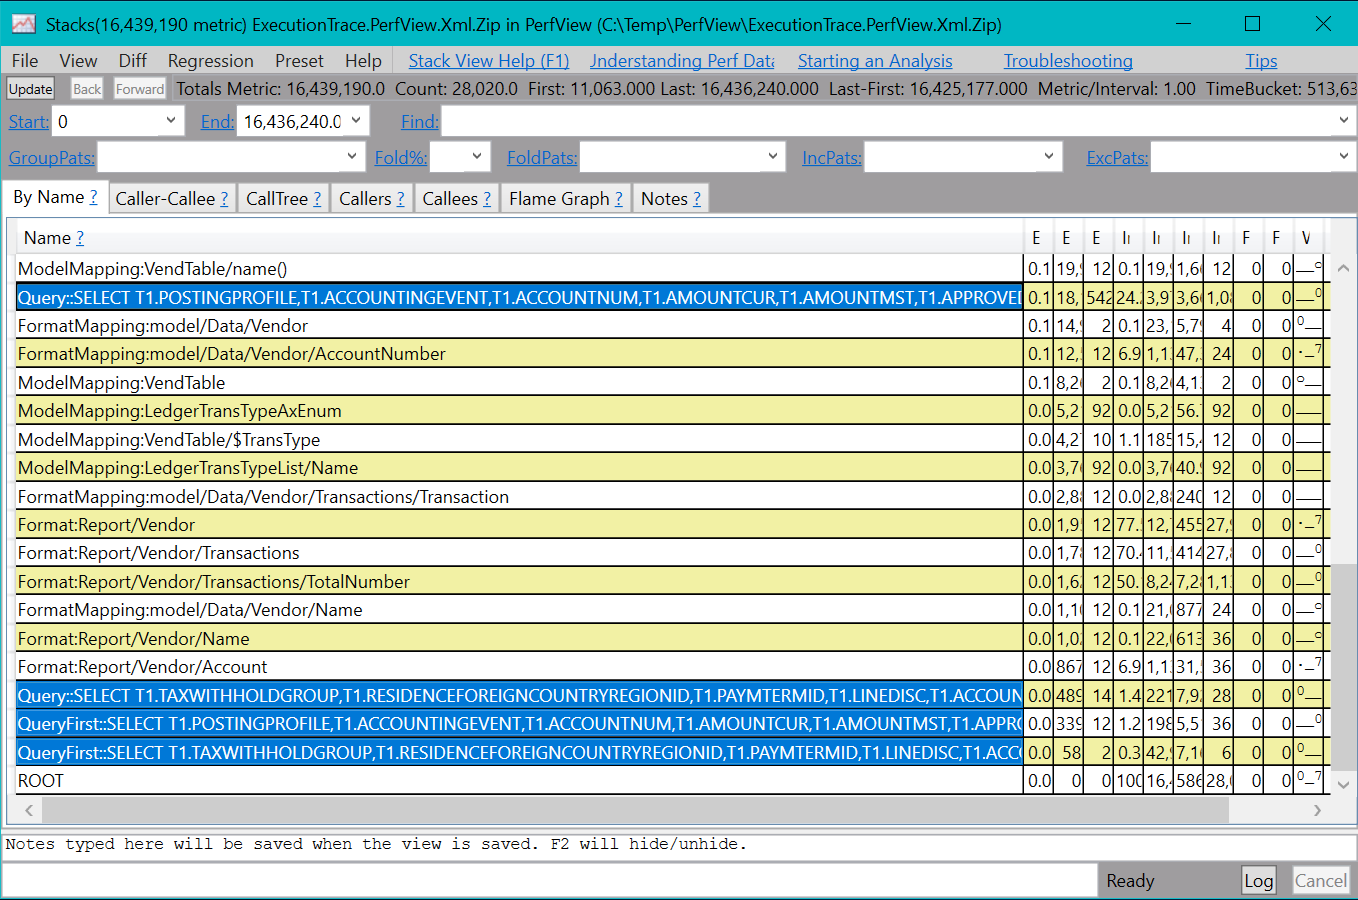 Stacks(16,439,190 metric) ExecutionTrace.PerfView.Xml.Zip in PerfView (C:\Temp\PerfView\ExecutionTrace.PerfView.Xml.Zip)
File View Diff Regression Preset Help Stack View Help (F1) Understanding Perf Data Starting an Analysis Troubleshooting Tips
Update Back Forward Totals Metric: 16,439,190.0 Count: 28,020.0 First: 11,063.000 Last: 16,436,240.000 Last-First: 16,425,177.000 Metric/Interval: 1.00 TimeBucket: 513,63
Start: 0 End: 16,436,240.0 Find:
GroupPats: Fold%: FoldPats: IncPats: ExcPats:
By Name ? Caller-Callee ? CallTree ? Callers ? Callees ? Flame Graph ? Notes ?
Name ? E E E F F
ModelMapping:VendTable/name() 0.1 19, 12 0.1 19, 1,6 12 0 0
Query::SELECT T1.POSTINGPROFILE,T1.ACCOUNTINGEVENT,T1.ACCOUNTNUM,T1.AMOUNTCUR,T1.AMOUNTMST,T1.APPROVED 0.1 18, 542 24. 3,9 3,6 1,0 0 0
FormatMapping:model/Data/Vendor 0.1 14, 2 0.1 23, 5,7 4 0 0
FormatMapping:model/Data/Vendor/AccountNumber 0.1 12, 12 6.9 1,1 47, 24 0 0
ModelMapping:VendTable 0.1 8,2 2 0.1 8,2 4,1 2 0 0
ModelMapping:LedgerTransTypeAxEnum 0.0 5,2 92 0.0 5,2 56. 92 0 0
ModelMapping:VendTable/$TransType 0.0 4,2 10 1.1 185 15, 12 0 0
ModelMapping:LedgerTransTypeList/Name 0.0 3,7 92 0.0 3,7 40. 92 0 0
FormatMapping:model/Data/Vendor/Transactions/Transaction 0.0 2,8 12 0.0 2,8 240 12 0 0
Format:Report/Vendor 0.0 1,9 12 77. 12, 455 27, 0 0
Format:Report/Vendor/Transactions 0.0 1,7 12 70. 11, 414 27, 0 0
Format:Report/Vendor/Transactions/TotalNumber 0.0 1,6 12 50. 8,2 7,2 1,1 0 0
FormatMapping:model/Data/Vendor/Name 0.0 1,1 12 0.1 21, 877 24 0 0
Format:Report/Vendor/Name 0.0 1,0 12 0.1 22, 613 36 0 0
Format:Report/Vendor/Account 0.0 867 12 6.9 1,1 31, 36 0 0
Query::SELECT T1.TAXWITHHOLDGROUP,T1.RESIDENCEFOREIGNCOUNTRYREGIONID,T1.PAYMTERMID,T1.LINEDISC,T1.ACCOUN 0.0 489 14 1.4 221 7,9 28 0 0
QueryFirst::SELECT T1.POSTINGPROFILE,T1.ACCOUNTINGEVENT,T1.ACCOUNTNUM,T1.AMOUNTCUR,T1.AMOUNTMST,T1.APPRO 0.0 339 12 1.2 198 5,5 36 0 0
QueryFirst::SELECT T1.TAXWITHHOLDGROUP,T1.RESIDENCEFOREIGNCOUNTRYREGIONID,T1.PAYMTERMID,T1.LINEDISC,T1.ACCO 0.0 58 2 0.3 42, 7,1 6 0 0
ROOT 0.0 0 0 100 16, 586 28, 0 0
Notes typed here will be saved when the view is saved. F2 will hide/unhide.
Ready Log Cancel